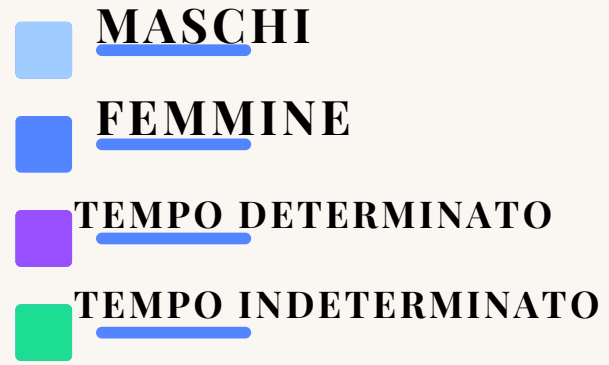 MASCHI
FEMMINE
TEMPO DETERMINATO
TEMPO INDETERMINATO